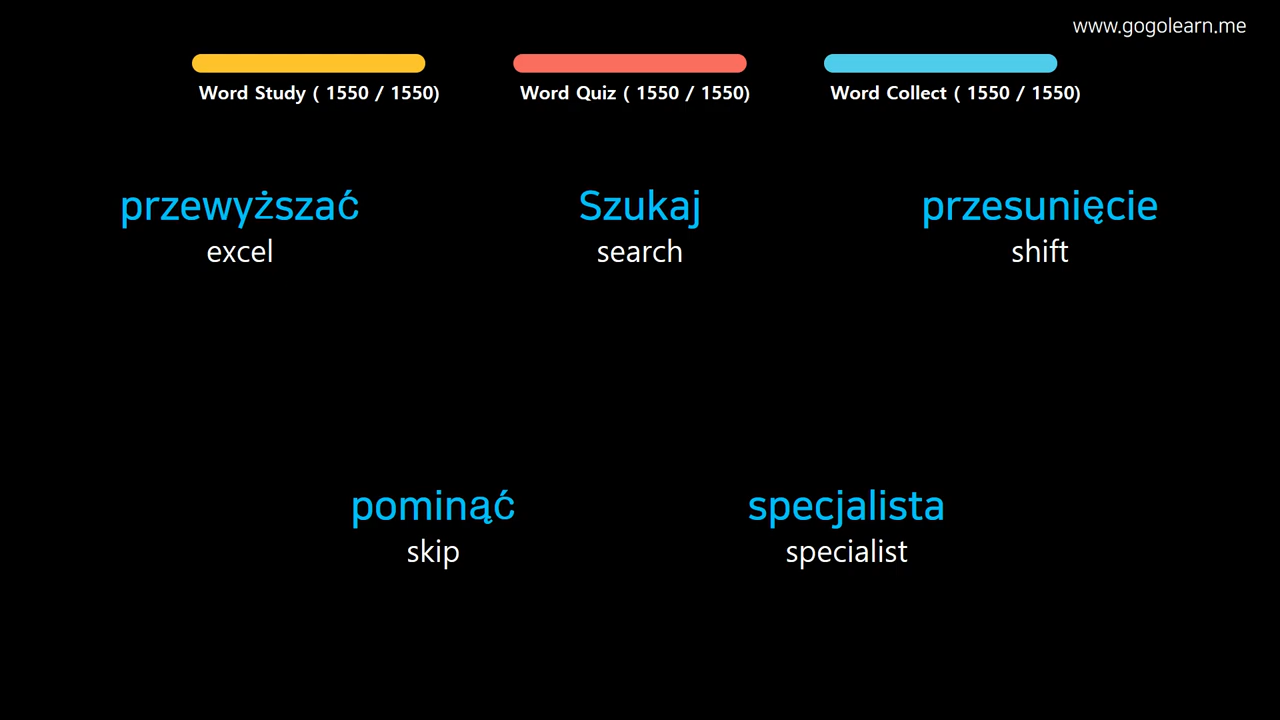 www.gogolearn.me
Word Study ( 1550 / 1550)
Word Quiz ( 1550 / 1550)
Word Collect ( 1550 / 1550)
przewyższać
excel
Szukaj
search
przesunięcie
shift
pominąć
skip
specjalista
specialist